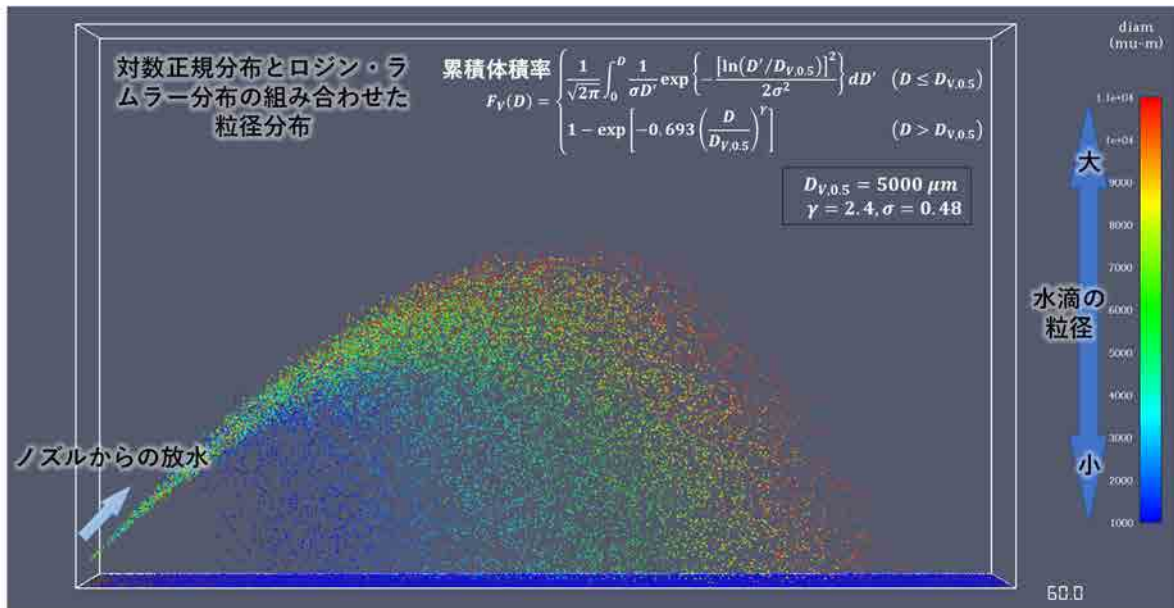 対数正規分布とロジン・ラ
ムラー分布の組み合わせた
粒径分布
累積体積率
F_V(D) = { 1/√(2π) ∫_0^D 1/(σD′) exp{−[ln(D′/D_{V,0.5})]^2/(2σ^2)} dD′ (D ≤ D_{V,0.5})
1 − exp[−0.693 (D/D_{V,0.5})^γ] (D > D_{V,0.5})
D_{V,0.5} = 5000 μm
γ = 2.4, σ = 0.48
ノズルからの放水
diam
(mu-m)
1.1e+04
1e+04
9000
8000
7000
6000
5000
4000
3000
2000
1000
大
水滴の
粒径
小
60.0